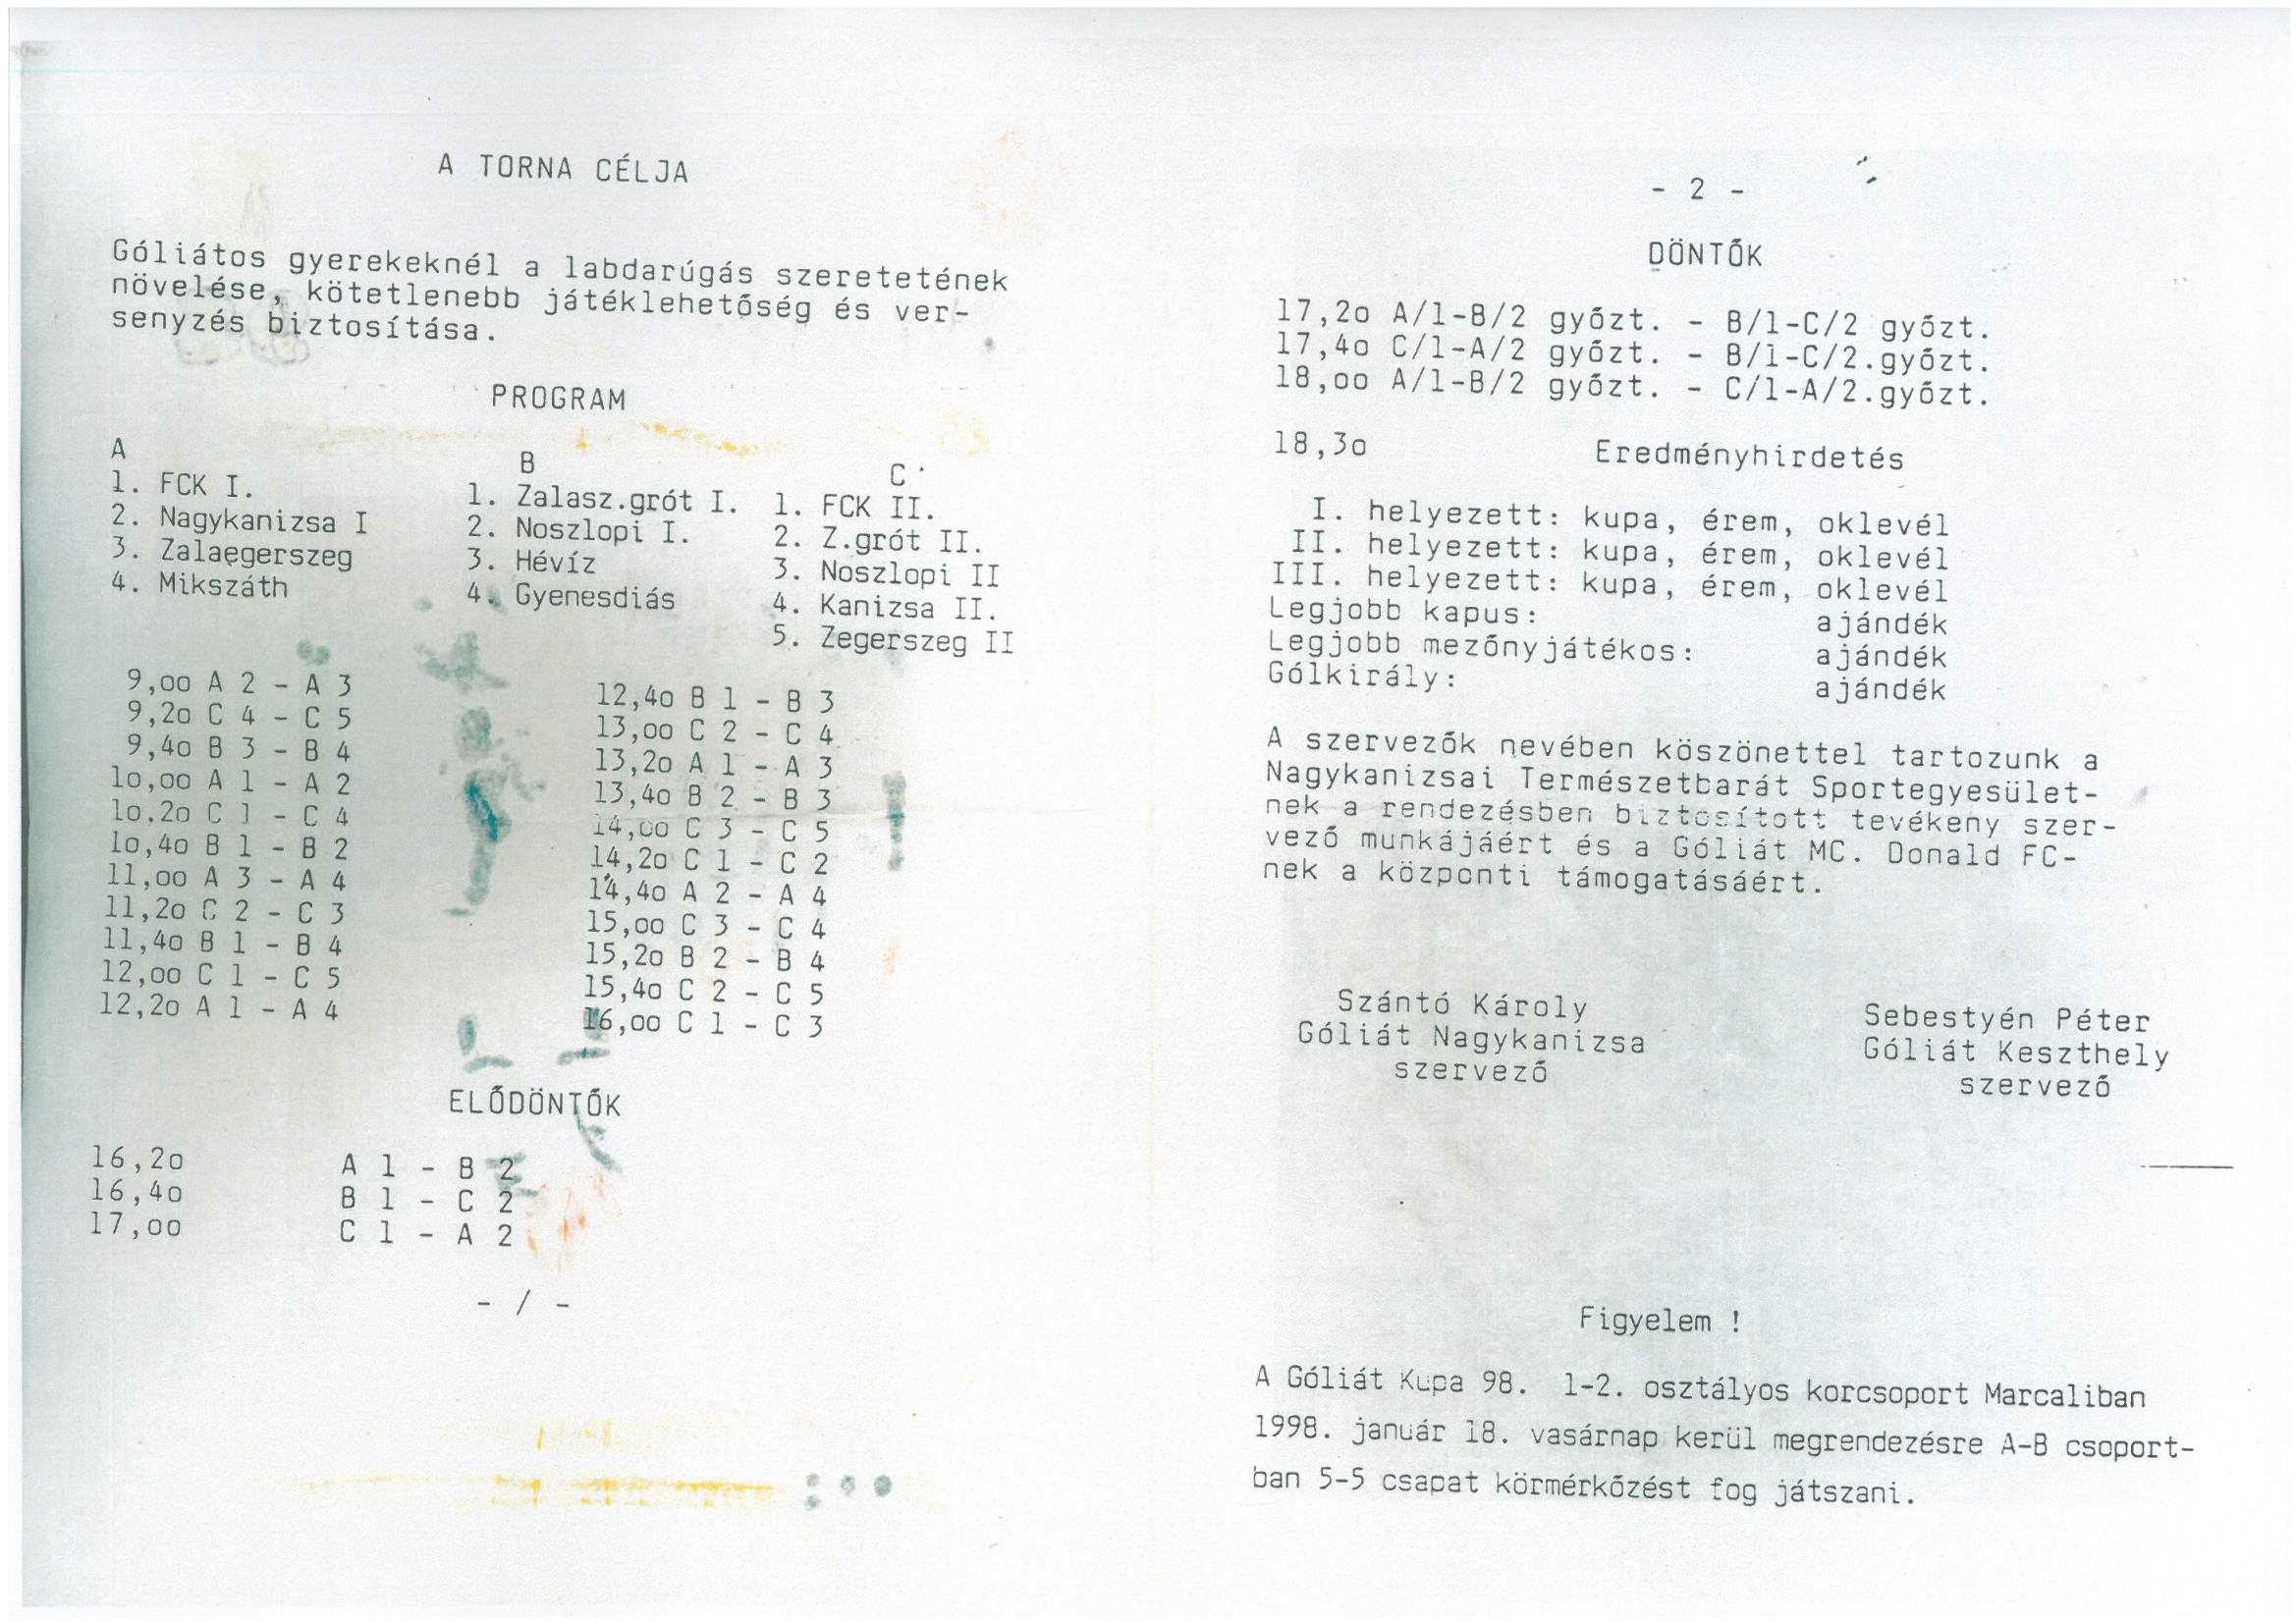 A TORNA CÉLJA
Góliátos gyerekeknél a labdarúgás szeretetének
növelése, kötetlenebb játéklehetőség és ver-
senyzés biztosítása.
PROGRAM
A
1. FCK I.
2. Nagykanizsa I
3. Zalaegerszeg
4. Mikszáth
B
1. Zalasz.grót I.
2. Noszlopi I.
3. Hévíz
4. Gyenesdiás
C
1. FCK II.
2. Z.grót II.
3. Noszlopi II
4. Kanizsa II.
5. Zegerszeg II
9,oo A 2 - A 3
9,2o C 4 - C 5
9,4o B 3 - B 4
lo,oo A 1 - A 2
lo.2o C 1 - C 4
lo,4o B 1 - B 2
11,oo A 3 - A 4
11,2o C 2 - C 3
11,4o B 1 - B 4
12,oo C 1 - C 5
12,2o A 1 - A 4
12,4o B 1 - B 3
13,oo C 2 - C 4
13,2o A 1 - A 3
13,4o B 2 - B 3
14,oo C 3 - C 5
14,2o C 1 - C 2
14,4o A 2 - A 4
15,oo C 3 - C 4
15,2o B 2 - B 4
15,4o C 2 - C 5
16,oo C 1 - C 3
ELŐDÖNTŐK
16,2o A 1 - B 2
16,4o B 1 - C 2
17,oo C 1 - A 2
- / -
- 2 -
DÖNTŐK
17,2o A/1-B/2 győzt. - B/1-C/2 győzt.
17,4o C/1-A/2 győzt. - B/1-C/2.győzt.
18,oo A/1-B/2 győzt. - C/1-A/2.győzt.
18,3o Eredményhirdetés
I. helyezett: kupa, érem, oklevél
II. helyezett: kupa, érem, oklevél
III. helyezett: kupa, érem, oklevél
Legjobb kapus: ajándék
Legjobb mezőnyjátékos: ajándék
Gólkirály: ajándék
A szervezők nevében köszönettel tartozunk a
Nagykanizsai Természetbarát Sportegyesület-
nek a rendezésben biztosított tevékeny szer-
vező munkájáért és a Góliát MC. Donald FC-
nek a központi támogatásáért.
Szántó Károly
Góliát Nagykanizsa
szervező
Sebestyén Péter
Góliát Keszthely
szervező
Figyelem !
A Góliát Kupa 98. 1-2. osztályos korcsoport Marcaliban
1998. január 18. vasárnap kerül megrendezésre A-B csoport-
ban 5-5 csapat körmérkőzést fog játszani.